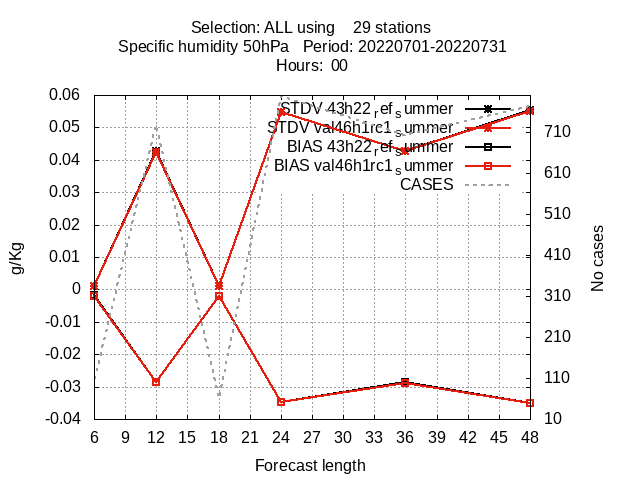 Selection: ALL using    29 stations
Specific humidity 50hPa   Period: 20220701-20220731
Hours:  00
0.06
0.05
0.04
0.03
0.02
0.01
0
-0.01
-0.02
-0.03
-0.04
g/Kg
STDV 43h22_ref_summer
STDV val46h1rc1_summer
BIAS 43h22_ref_summer
BIAS val46h1rc1_summer
CASES
710
610
510
410
310
210
110
10
No cases
6 9 12 15 18 21 24 27 30 33 36 39 42 45 48
Forecast length